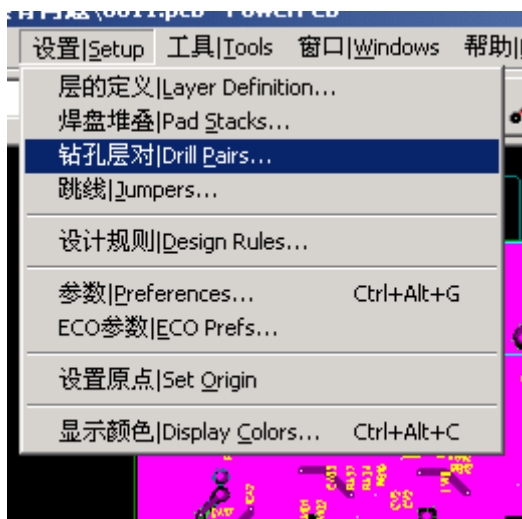 设置|Setup 工具|Tools 窗口|Windows 帮助|
层的定义|Layer Definition...
焊盘堆叠|Pad Stacks...
钻孔层对|Drill Pairs...
跳线|Jumpers...
设计规则|Design Rules...
参数|Preferences... Ctrl+Alt+G
ECO参数|ECO Prefs...
设置原点|Set Origin
显示颜色|Display Colors... Ctrl+Alt+C